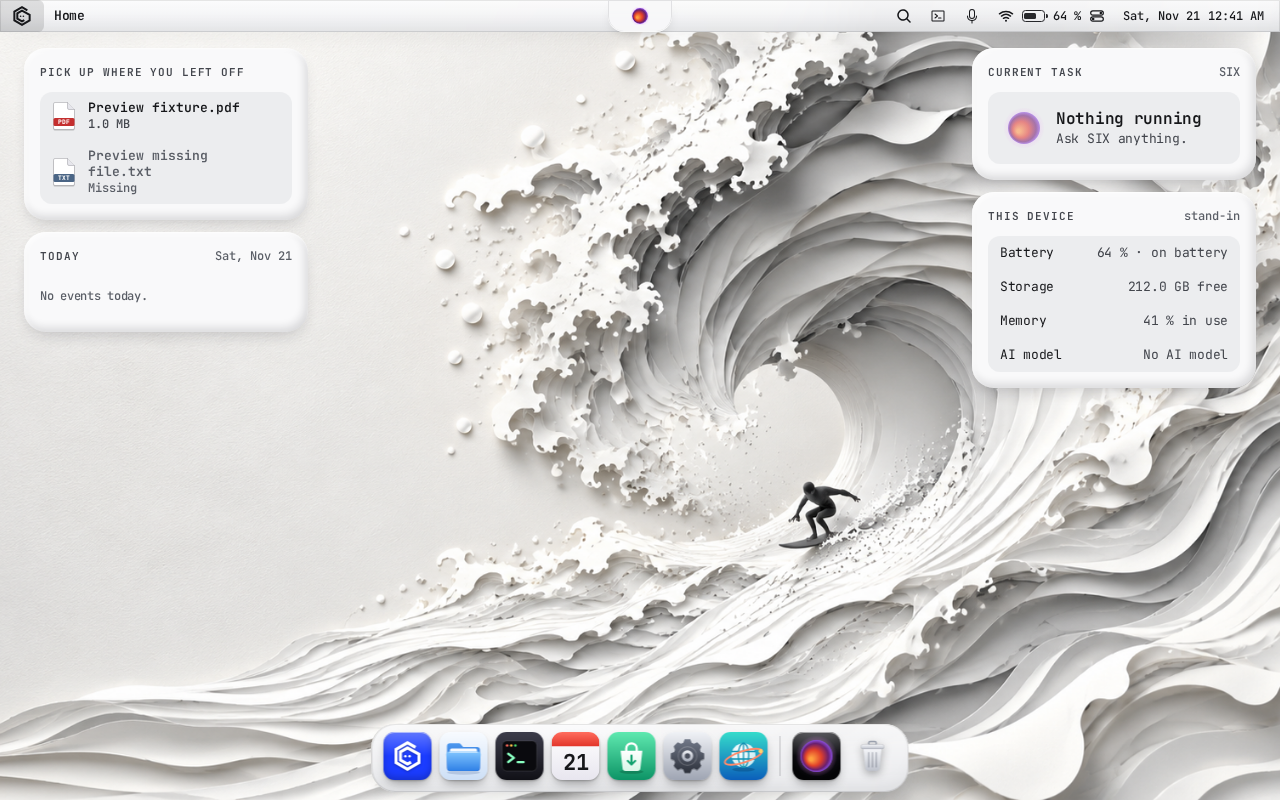 Home
64 %
Sat, Nov 21 12:41 AM
PICK UP WHERE YOU LEFT OFF
PDF
Preview fixture.pdf
1.0 MB
TXT
Preview missing
file.txt
Missing
TODAY
Sat, Nov 21
No events today.
CURRENT TASK
SIX
Nothing running
Ask SIX anything.
THIS DEVICE
stand-in
Battery
64 % · on battery
Storage
212.0 GB free
Memory
41 % in use
AI model
No AI model
21